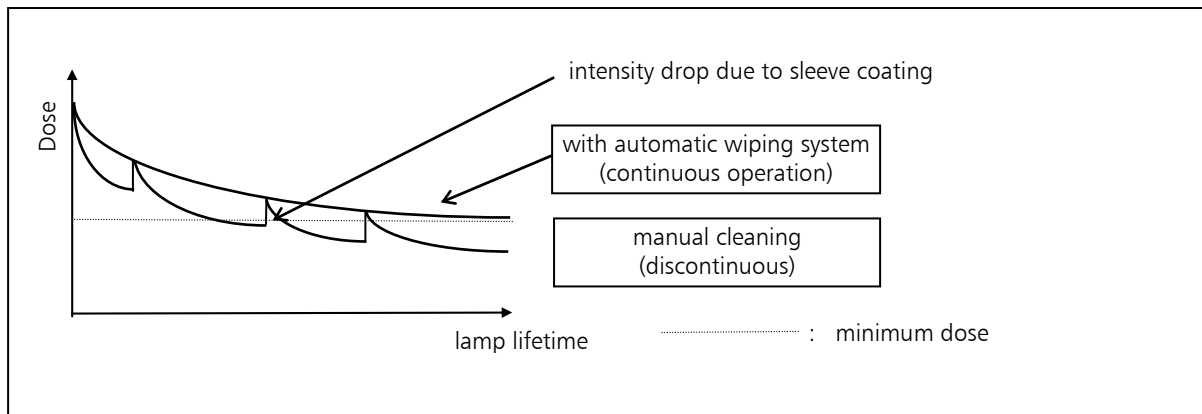 intensity drop due to sleeve coating
Dose
with automatic wiping system
(continuous operation)
manual cleaning
(discontinuous)
lamp lifetime
: minimum dose